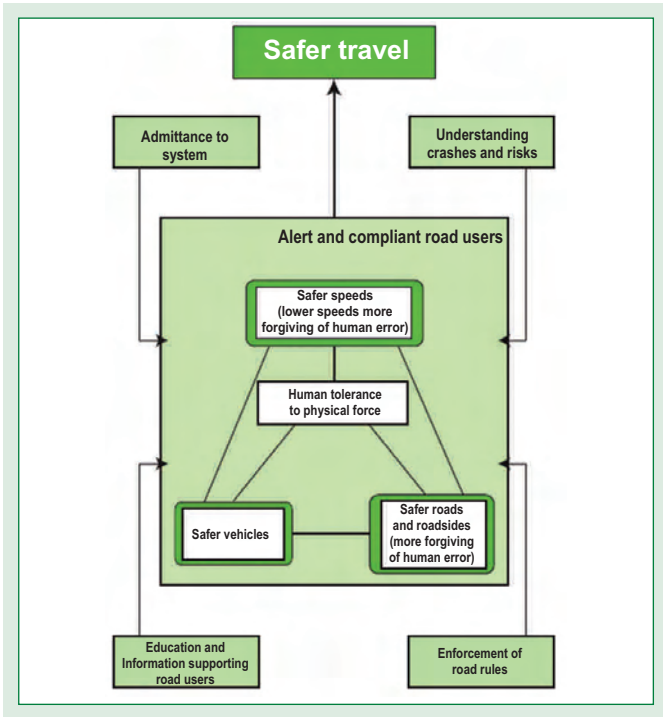 Safer travel
Admittance to
system
Understanding
crashes and risks
Alert and compliant road users
Safer speeds
(lower speeds more
forgiving of human error)
Human tolerance
to physical force
Safer vehicles
Safer roads
and roadsides
(more forgiving
of human error)
Education and
Information supporting
road users
Enforcement of
road rules